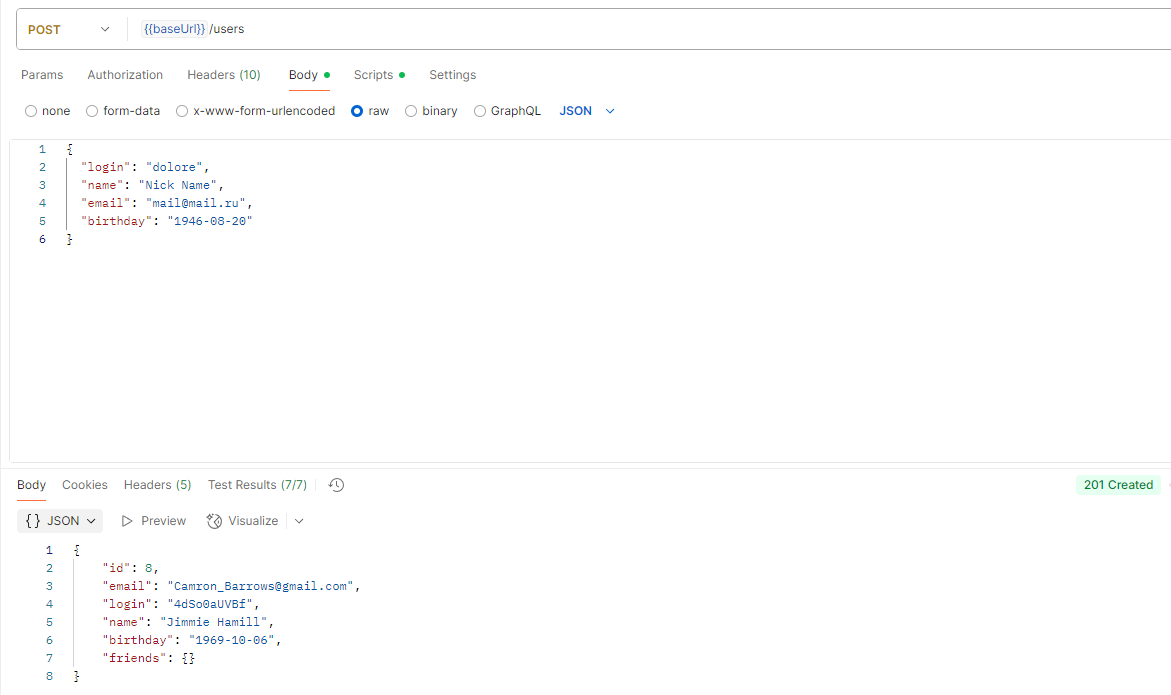 POST {{baseUrl}} /users
Params Authorization Headers (10) Body Scripts Settings
none form-data x-www-form-urlencoded raw binary GraphQL JSON
1 {
2 "login": "dolore",
3 "name": "Nick Name",
4 "email": "mail@mail.ru",
5 "birthday": "1946-08-20"
6 }
Body Cookies Headers (5) Test Results (7/7) 201 Created
{} JSON Preview Visualize
1 {
2 "id": 8,
3 "email": "Camron_Barrows@gmail.com",
4 "login": "4dSo0aUVBf",
5 "name": "Jimmie Hamill",
6 "birthday": "1969-10-06",
7 "friends": {}
8 }